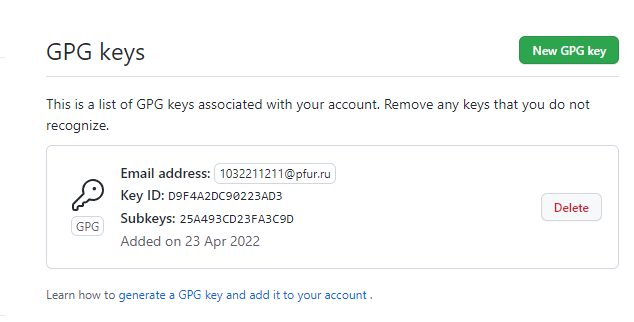 GPG keys
New GPG key
This is a list of GPG keys associated with your account. Remove any keys that you do not
recognize.
Email address: 1032211211@pfur.ru
Key ID: D9F4A2DC90223AD3
Subkeys: 25A493CD23FA3C9D
Added on 23 Apr 2022
GPG
Delete
Learn how to generate a GPG key and add it to your account .